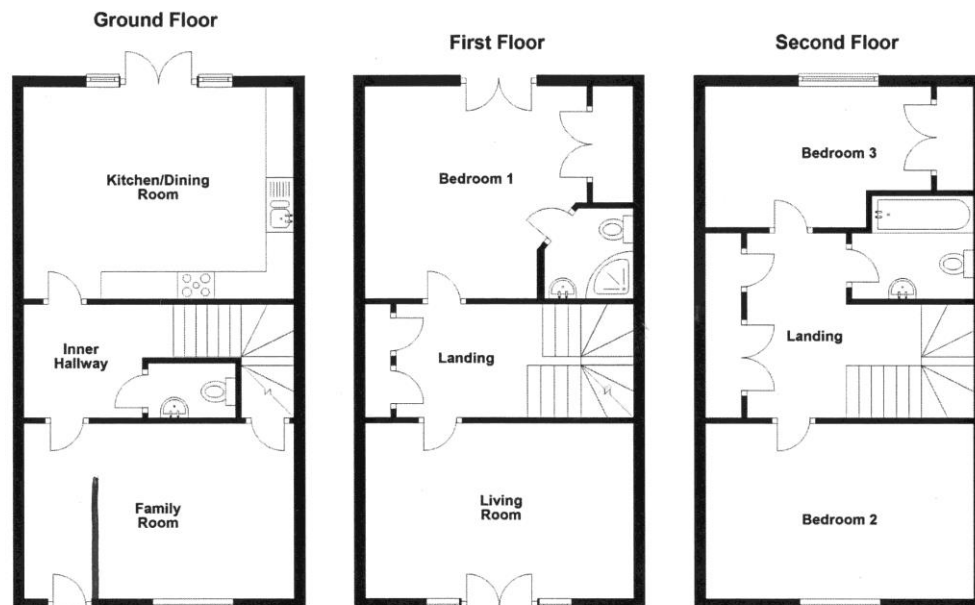 Ground Floor
Kitchen/Dining
Room
Inner
Hallway
Family
Room
First Floor
Bedroom 1
Landing
Living
Room
Second Floor
Bedroom 3
Landing
Bedroom 2